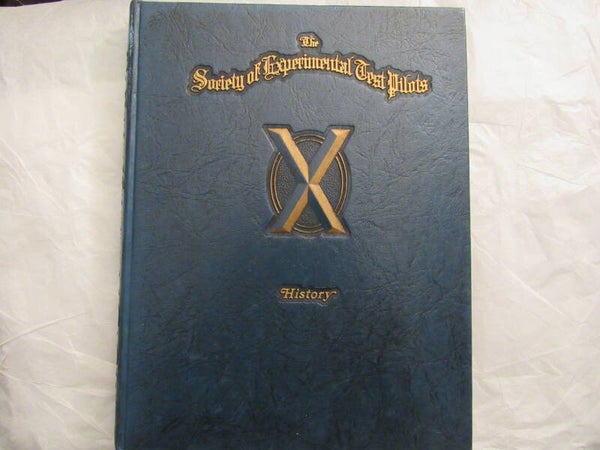 The
Society of Experimental Test Pilots
X
History